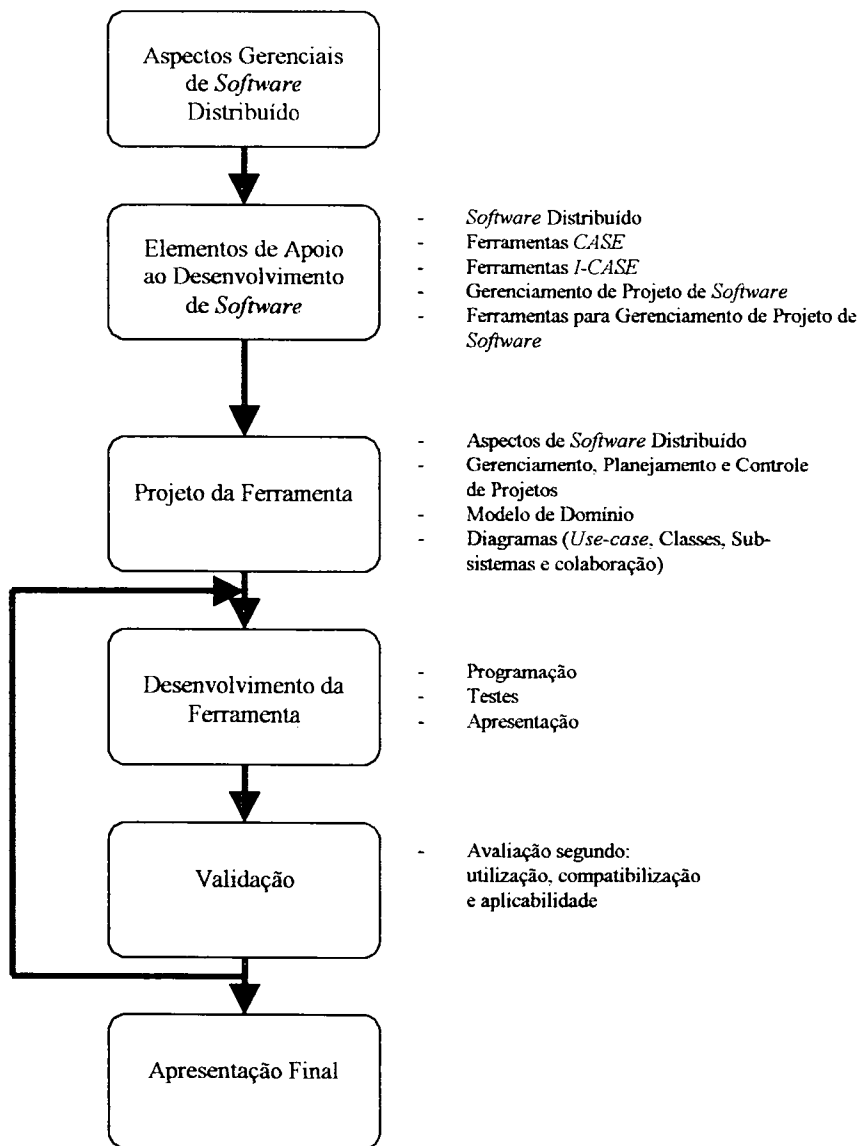 Aspectos Gerenciais
de Software
Distribuído
Elementos de Apoio
ao Desenvolvimento
de Software
- Software Distribuído
- Ferramentas CASE
- Ferramentas I-CASE
- Gerenciamento de Projeto de Software
- Ferramentas para Gerenciamento de Projeto de
Software
Projeto da Ferramenta
- Aspectos de Software Distribuído
- Gerenciamento, Planejamento e Controle
de Projetos
- Modelo de Domínio
- Diagramas (Use-case, Classes, Sub-
sistemas e colaboração)
Desenvolvimento da
Ferramenta
- Programação
- Testes
- Apresentação
Validação
- Avaliação segundo:
utilização, compatibilização
e aplicabilidade
Apresentação Final